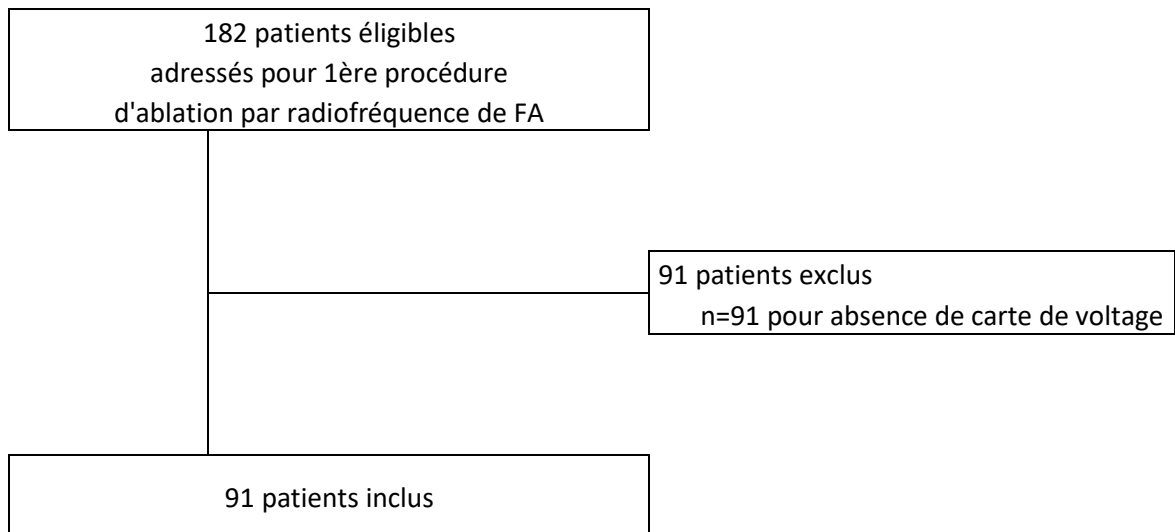 182 patients éligibles
adressés pour 1ère procédure
d'ablation par radiofréquence de FA
91 patients exclus
n=91 pour absence de carte de voltage
91 patients inclus